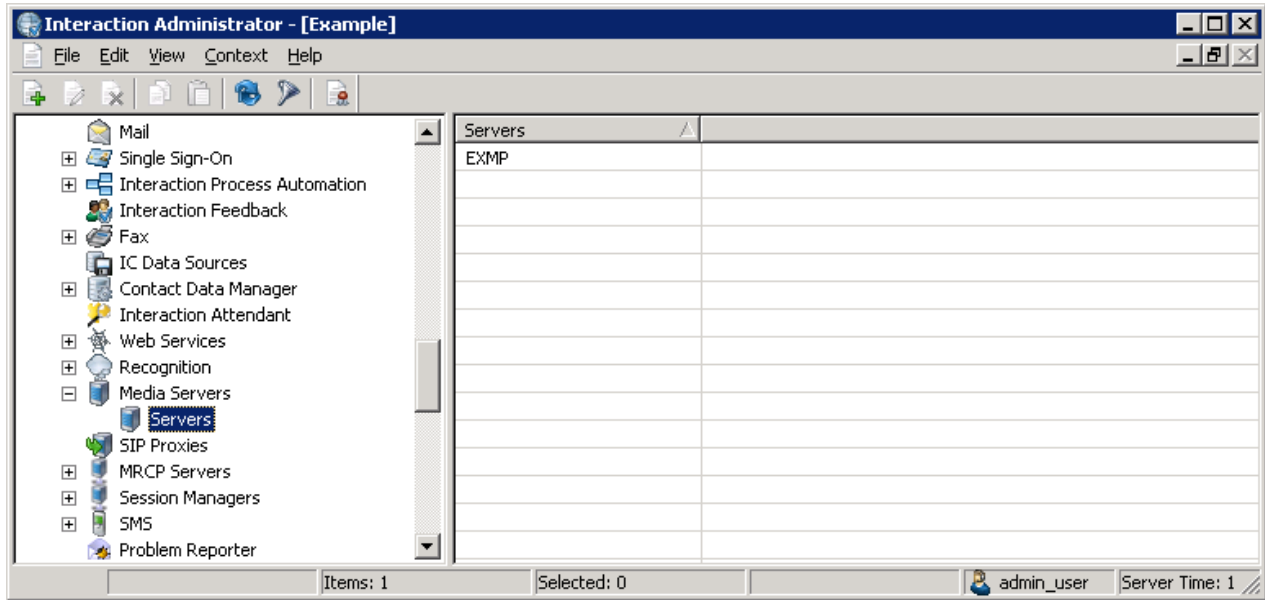 Interaction Administrator - [Example]
File Edit View Context Help
Mail
Single Sign-On
Interaction Process Automation
Interaction Feedback
Fax
IC Data Sources
Contact Data Manager
Interaction Attendant
Web Services
Recognition
Media Servers
Servers
SIP Proxies
MRCP Servers
Session Managers
SMS
Problem Reporter
Servers
EXMP
Items: 1 Selected: 0 admin_user Server Time: 1